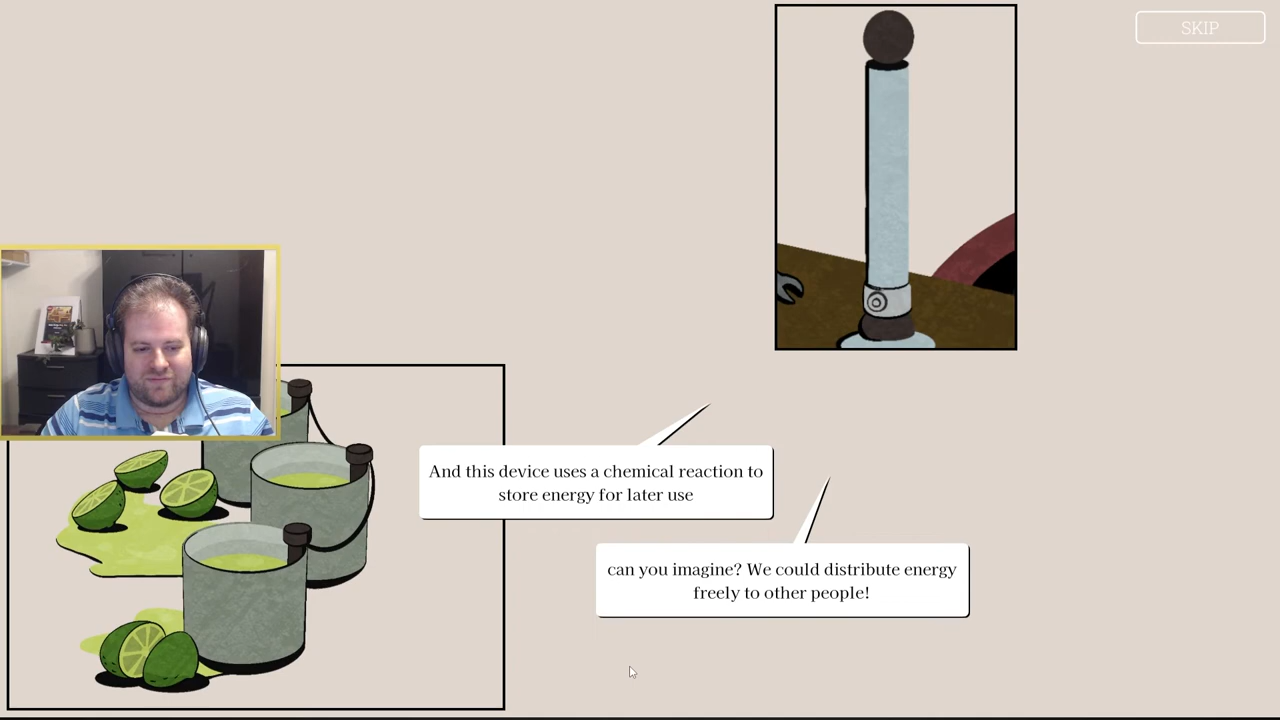 SKIP
And this device uses a chemical reaction to
store energy for later use
can you imagine? We could distribute energy
freely to other people!